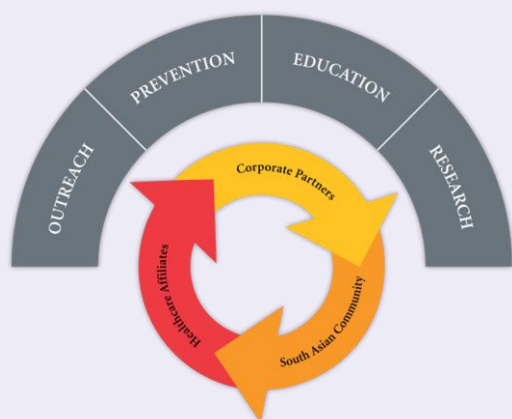 OUTREACH
PREVENTION
EDUCATION
RESEARCH
Corporate Partners
South Asian Community
Healthcare Affiliates